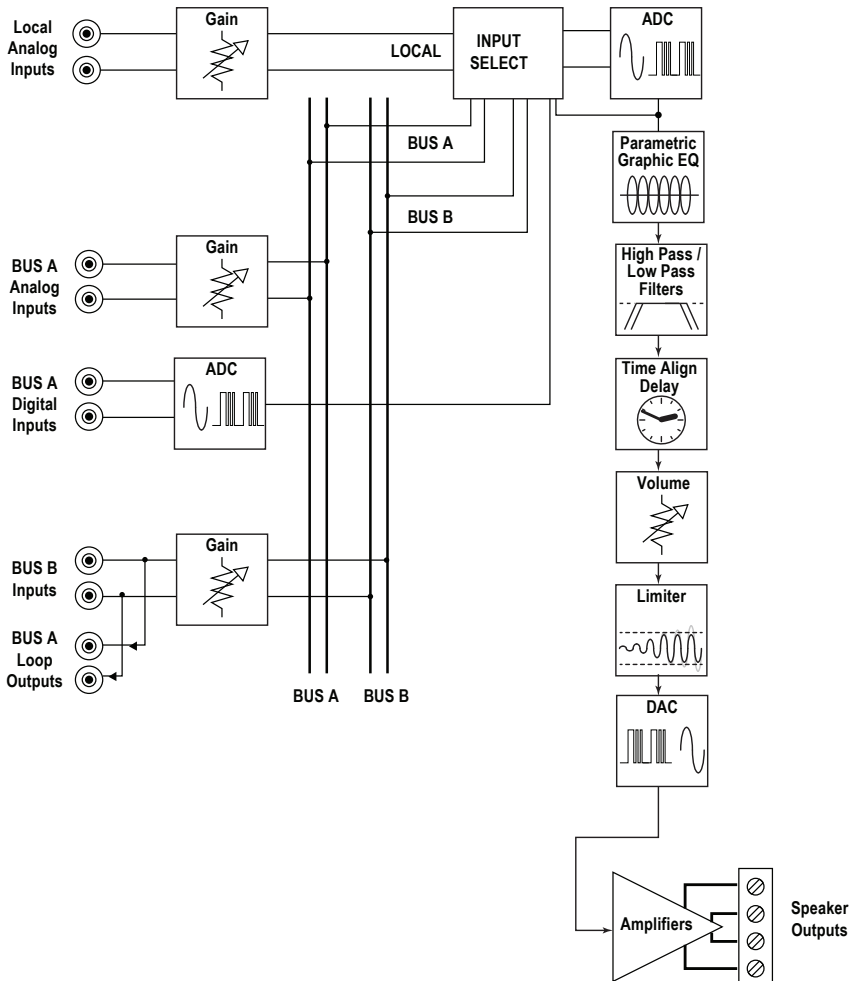 Local
Analog
Inputs
Gain
LOCAL
INPUT
SELECT
ADC
BUS A
BUS B
Parametric
Graphic EQ
BUS A
Analog
Inputs
Gain
High Pass /
Low Pass
Filters
BUS A
Digital
Inputs
ADC
Time Align
Delay
Volume
BUS B
Inputs
Gain
BUS A
Loop
Outputs
Limiter
BUS A
BUS B
DAC
Amplifiers
Speaker
Outputs